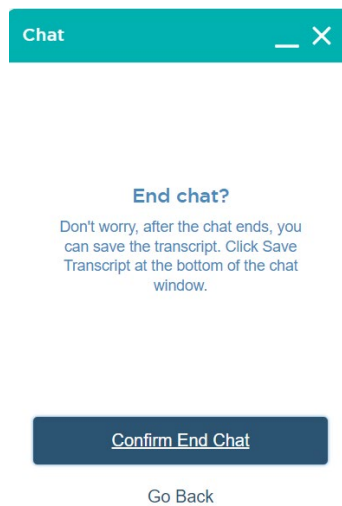 Chat
End chat?
Don't worry, after the chat ends, you
can save the transcript. Click Save
Transcript at the bottom of the chat
window.
Confirm End Chat
Go Back